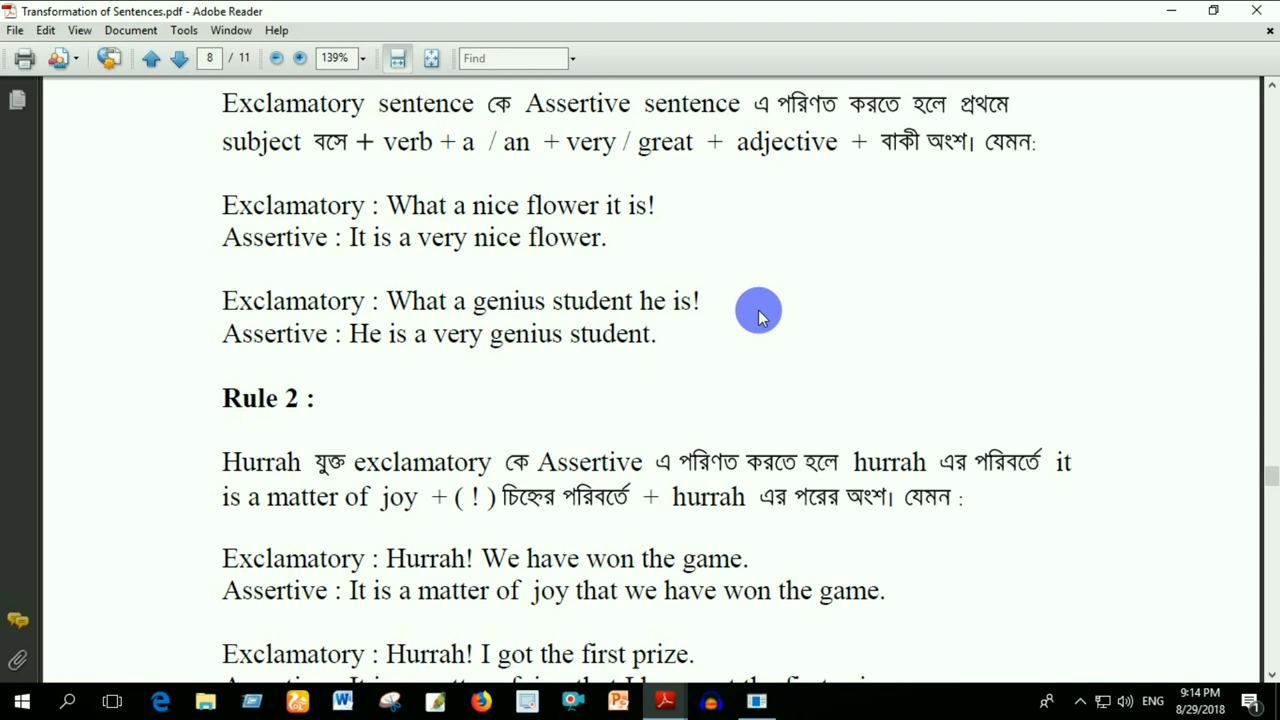 Transformation of Sentences.pdf - Adobe Reader
File Edit View Document Tools Window Help
8 / 11 139% Find
Exclamatory sentence কে Assertive sentence এ পরিণত করতে হলে প্রথমে
subject বসে + verb + a / an + very / great + adjective + বাকী অংশ। যেমন:
Exclamatory : What a nice flower it is!
Assertive : It is a very nice flower.
Exclamatory : What a genius student he is!
Assertive : He is a very genius student.
Rule 2 :
Hurrah যুক্ত exclamatory কে Assertive এ পরিণত করতে হলে hurrah এর পরিবর্তে it
is a matter of joy + ( ! ) চিহ্নের পরিবর্তে + hurrah এর পরের অংশ। যেমন :
Exclamatory : Hurrah! We have won the game.
Assertive : It is a matter of joy that we have won the game.
Exclamatory : Hurrah! I got the first prize.
ENG
9:14 PM
8/29/2018